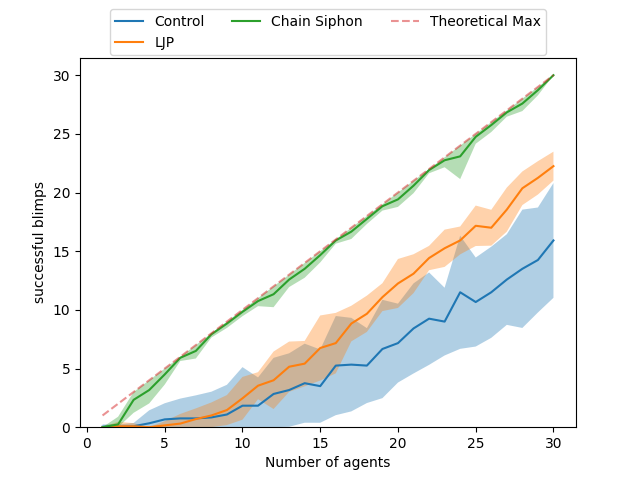 Control
LJP
Chain Siphon
Theoretical Max
successful blimps
30
25
20
15
10
5
0
0 5 10 15 20 25 30
Number of agents